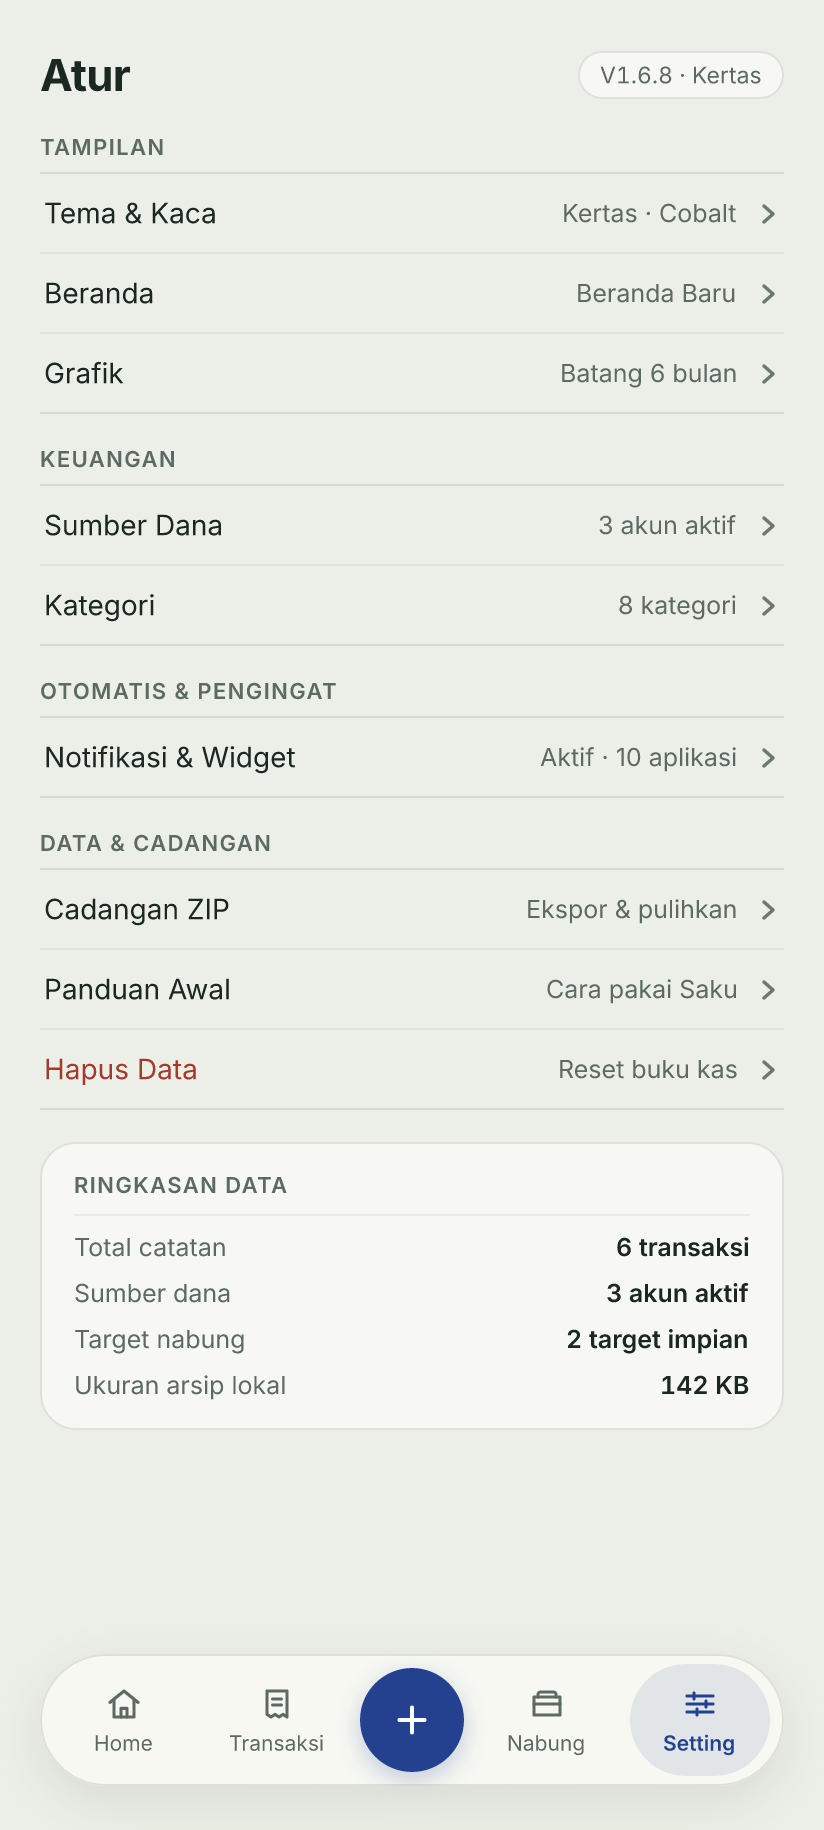 Atur
V1.6.8 · Kertas
TAMPILAN
Tema & Kaca Kertas · Cobalt
Beranda Beranda Baru
Grafik Batang 6 bulan
KEUANGAN
Sumber Dana 3 akun aktif
Kategori 8 kategori
OTOMATIS & PENGINGAT
Notifikasi & Widget Aktif · 10 aplikasi
DATA & CADANGAN
Cadangan ZIP Ekspor & pulihkan
Panduan Awal Cara pakai Saku
Hapus Data Reset buku kas
RINGKASAN DATA
Total catatan 6 transaksi
Sumber dana 3 akun aktif
Target nabung 2 target impian
Ukuran arsip lokal 142 KB
Home Transaksi Nabung Setting